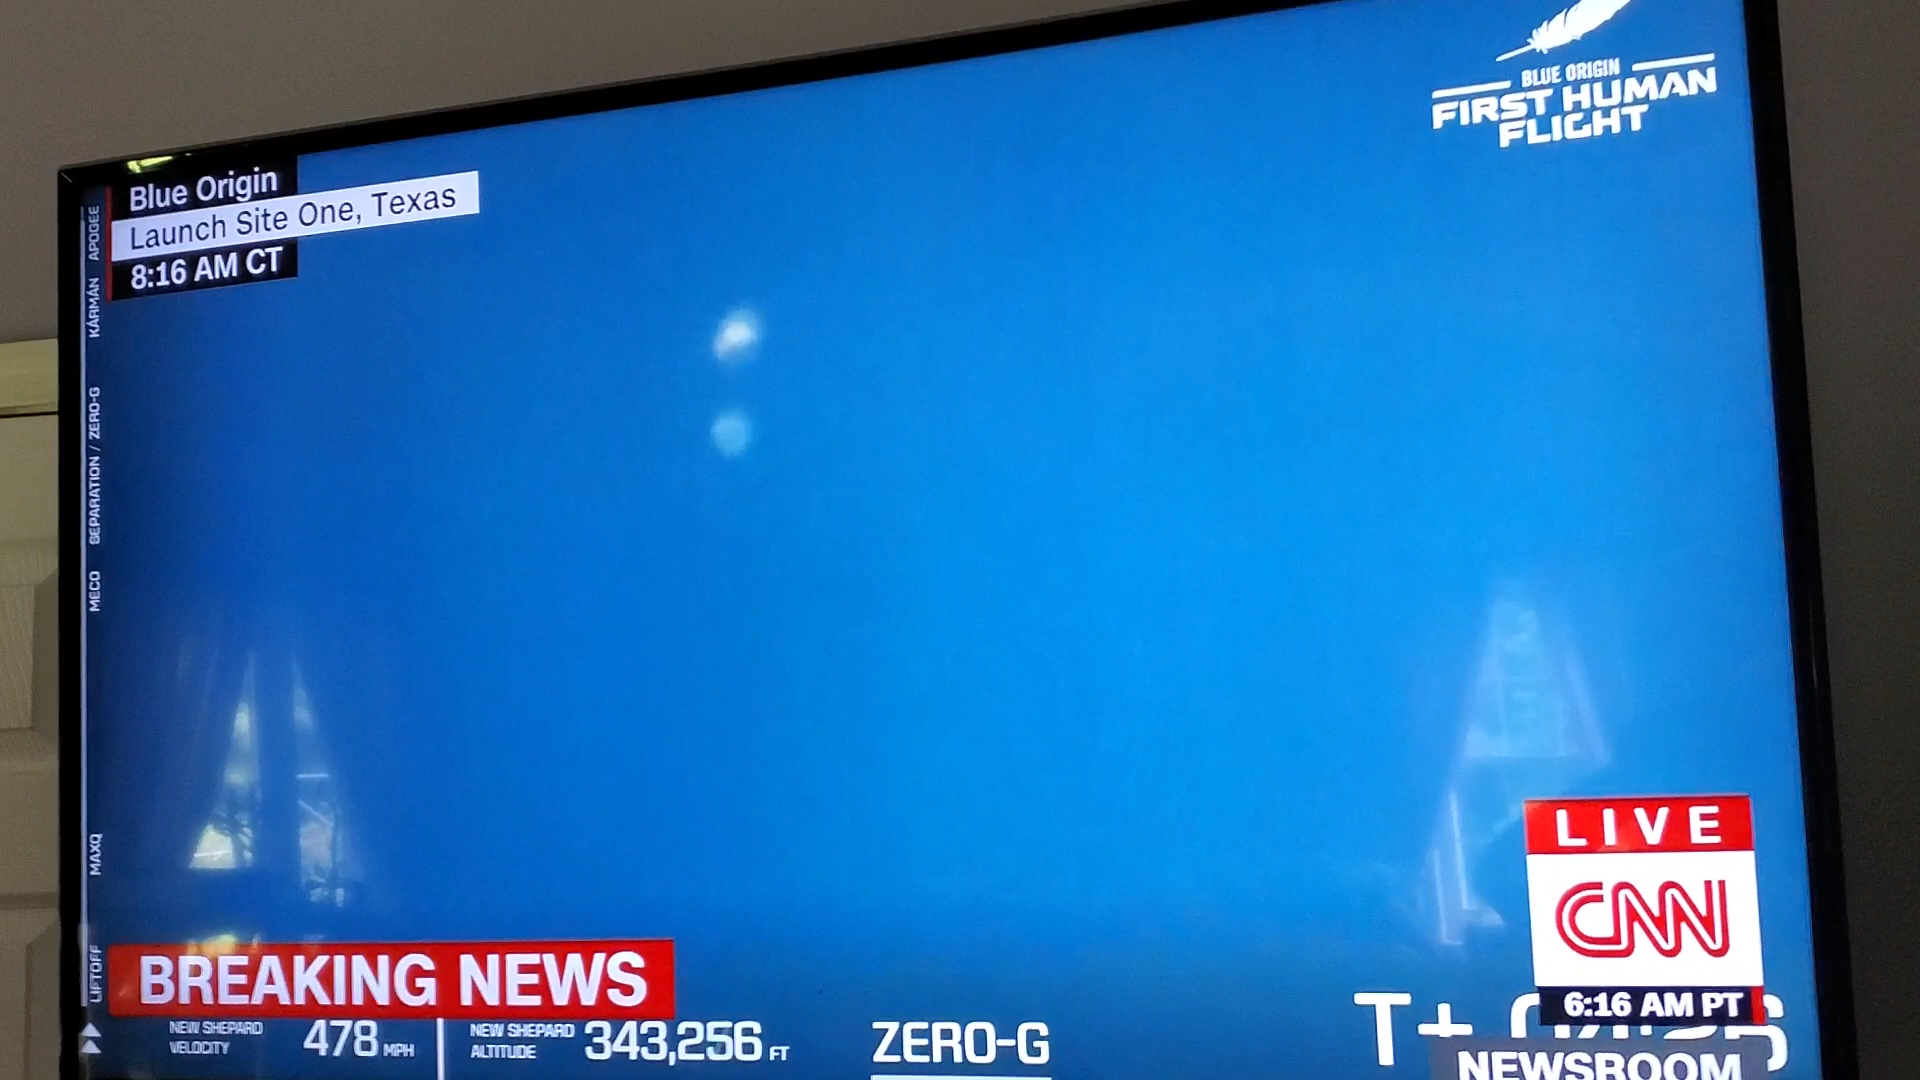 BLUE ORIGIN
FIRST HUMAN
FLIGHT
Blue Origin
Launch Site One, Texas
8:16 AM CT
APOGEE
KÁRMÁN
SEPARATION / ZERO-G
MECO
MAXQ
LIFTOFF
LIVE
CNN
6:16 AM PT
BREAKING NEWS
NEW SHEPARD
VELOCITY
478 MPH
NEW SHEPARD
ALTITUDE
343,256 FT
ZERO-G
T+
NEWSROOM